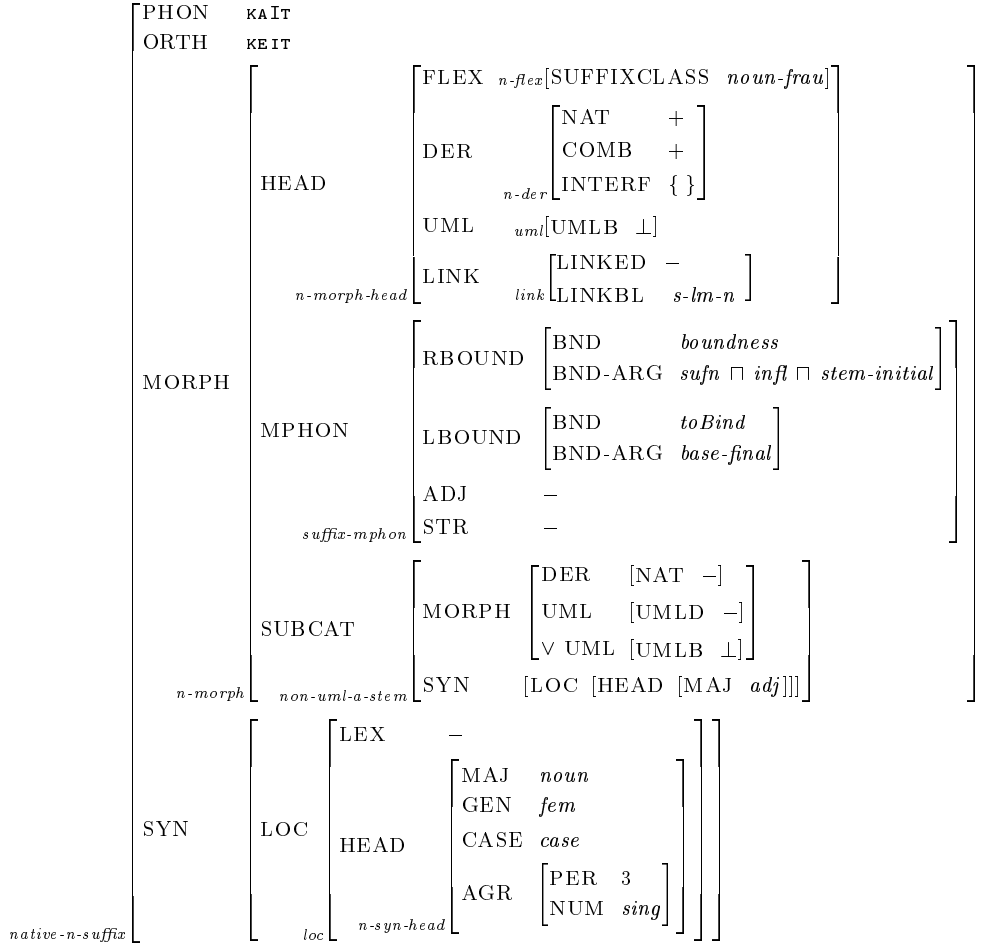 PHON kaIt
ORTH KEIT
FLEX n-flex[SUFFIXCLASS noun-frau]
NAT +
DER COMB +
HEAD n-der INTERF { }
UML uml[UMLB ⊥]
LINK LINKED −
n-morph-head link LINKBL s-lm-n
RBOUND BND boundness
MORPH BND-ARG sufn ⊓ infl ⊓ stem-initial
MPHON LBOUND BND toBind
BND-ARG base-final
ADJ −
suffix-mphon STR −
DER [NAT −]
MORPH UML [UMLD −]
SUBCAT ∨ UML [UMLB ⊥]
n-morph non-uml-a-stem SYN [LOC [HEAD [MAJ adj]]]
LEX −
MAJ noun
GEN fem
SYN LOC HEAD CASE case
AGR PER 3
native-n-suffix loc n-syn-head NUM sing